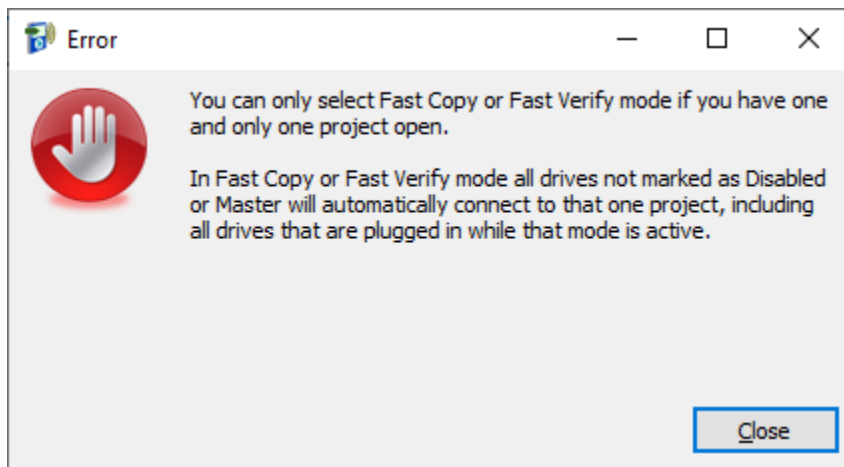 Error
You can only select Fast Copy or Fast Verify mode if you have one
and only one project open.
In Fast Copy or Fast Verify mode all drives not marked as Disabled
or Master will automatically connect to that one project, including
all drives that are plugged in while that mode is active.
Close